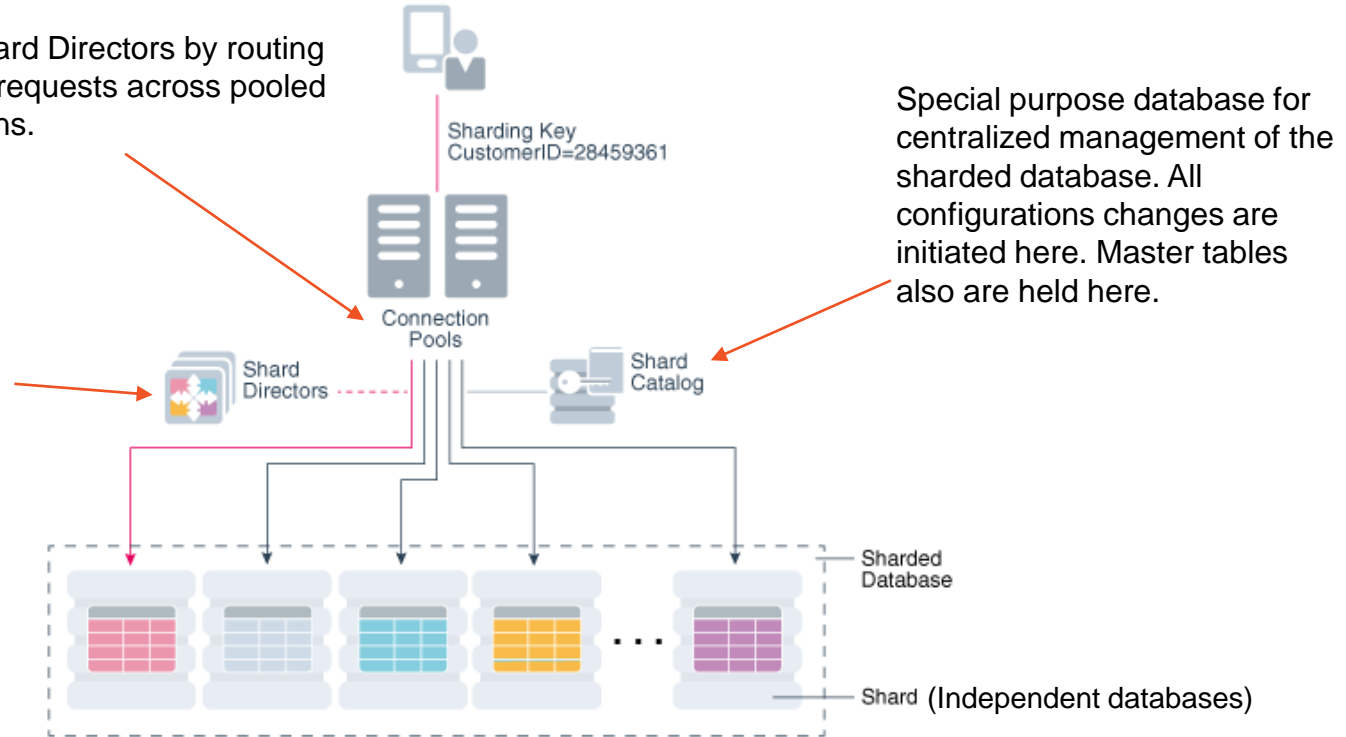 ard Directors by routing
requests across pooled
ns.
Sharding Key
CustomerID=28459361
Special purpose database for
centralized management of the
sharded database. All
configurations changes are
initiated here. Master tables
also are held here.
Connection
Pools
Shard
Directors
Shard
Catalog
Sharded
Database
. . .
Shard (Independent databases)